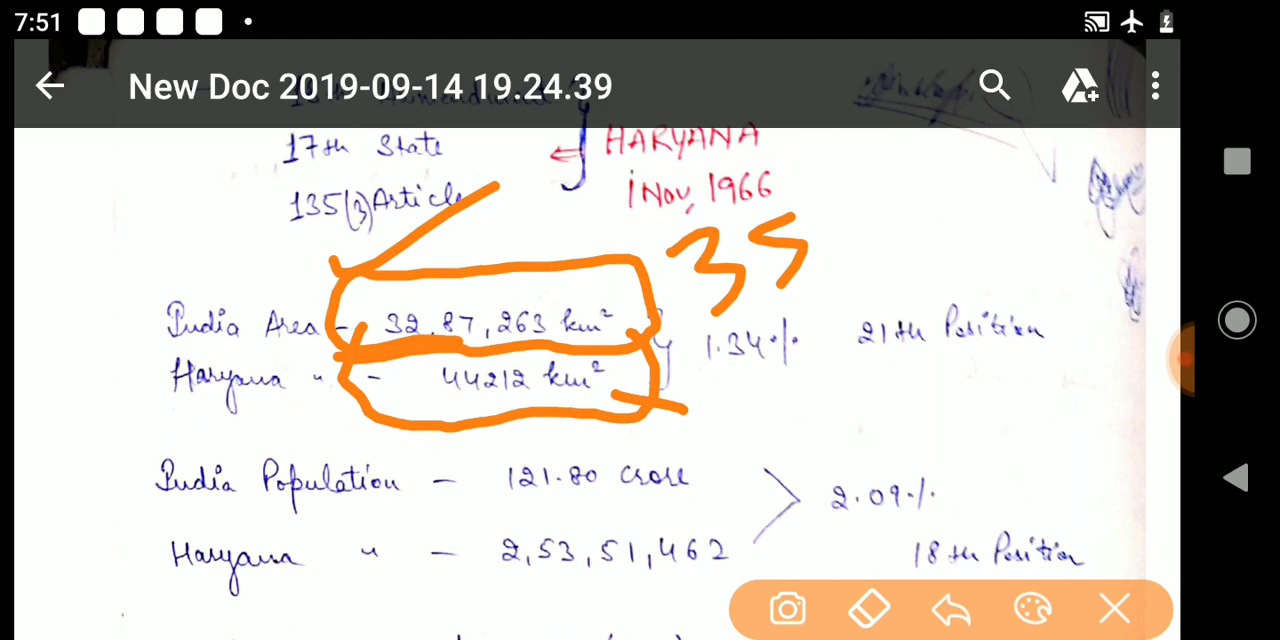 7:51
New Doc 2019-09-14 19.24.39
17th State
135(3) Article
HARYANA
1 Nov, 1966
35
India Area - 32,87,263 km²
Haryana " - 44212 km²
1.34%
21th Position
India Population - 121.80 crore
Haryana " - 2,53,51,462
2.09%
18th Position